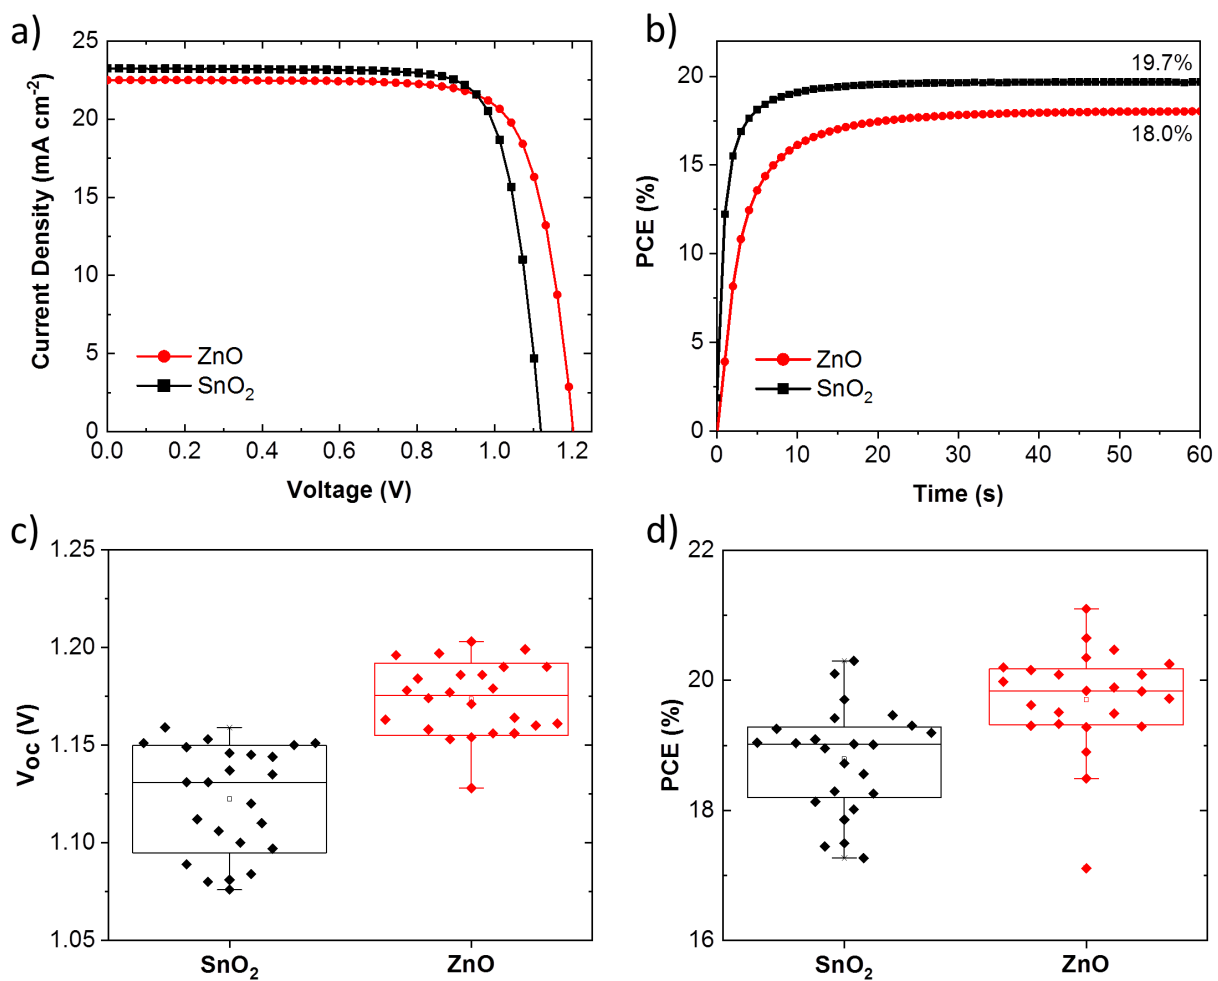 a)
25
20
15
10
5
0
0.0 0.2 0.4 0.6 0.8 1.0 1.2
Current Density (mA cm⁻²)
Voltage (V)
ZnO
SnO₂
b)
20
15
10
5
0
0 10 20 30 40 50 60
PCE (%)
Time (s)
19.7%
18.0%
ZnO
SnO₂
c)
1.25
1.20
1.15
1.10
1.05
V_OC (V)
SnO₂ ZnO
d)
22
20
18
16
PCE (%)
SnO₂ ZnO